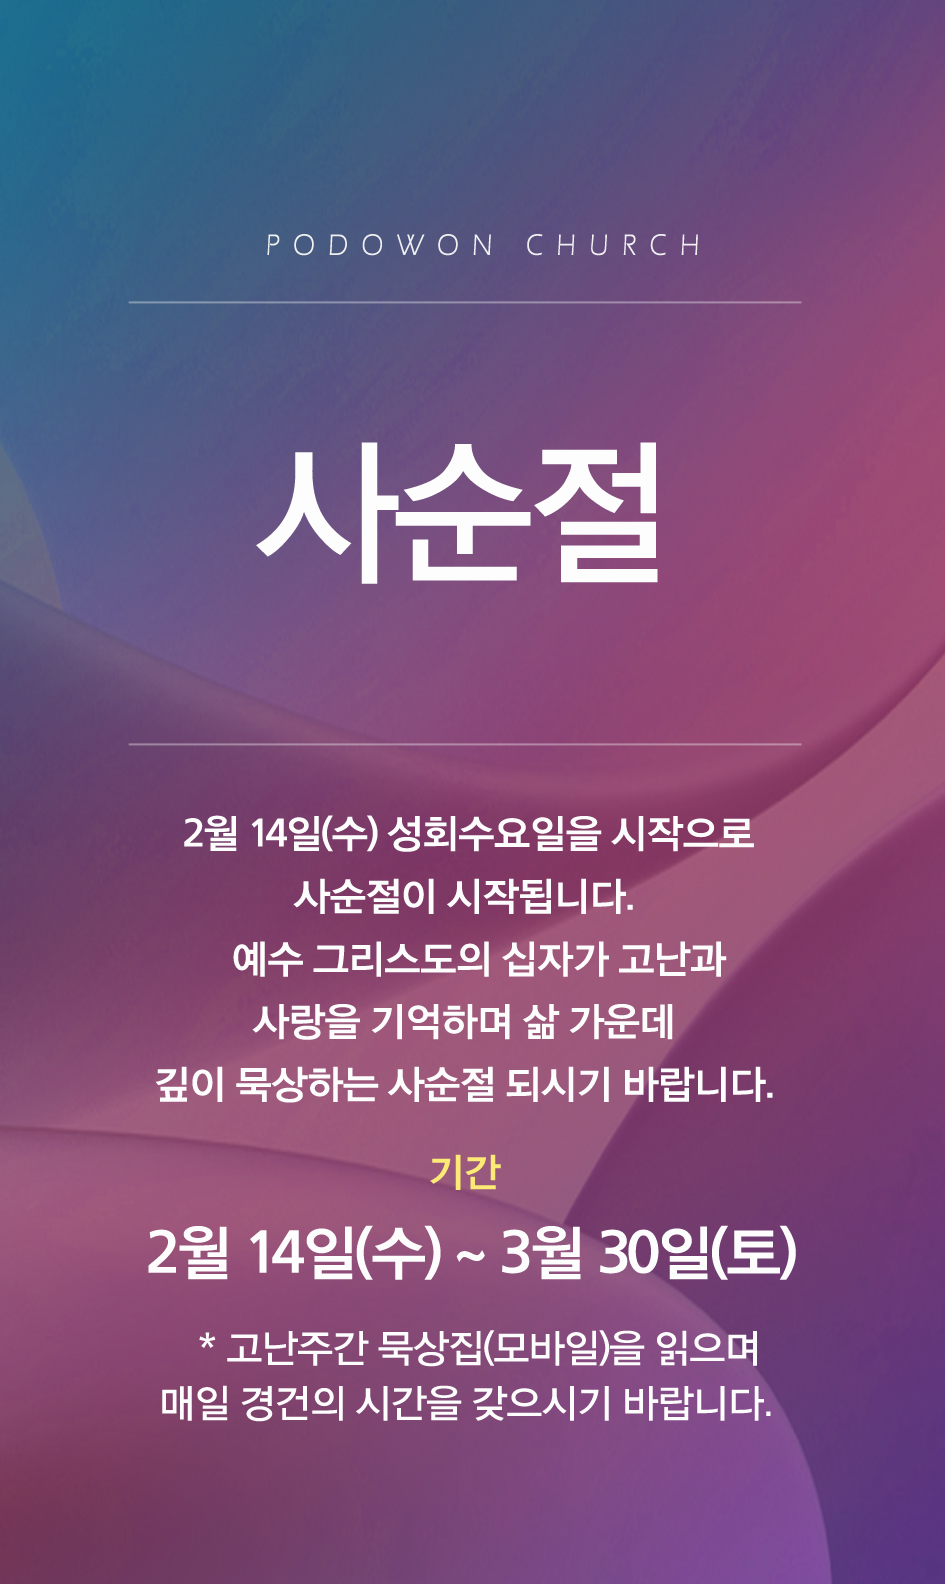 PODOWON CHURCH
사순절
2월 14일(수) 성회수요일을 시작으로
사순절이 시작됩니다.
예수 그리스도의 십자가 고난과
사랑을 기억하며 삶 가운데
깊이 묵상하는 사순절 되시기 바랍니다.
기간
2월 14일(수) ~ 3월 30일(토)
* 고난주간 묵상집(모바일)을 읽으며
매일 경건의 시간을 갖으시기 바랍니다.